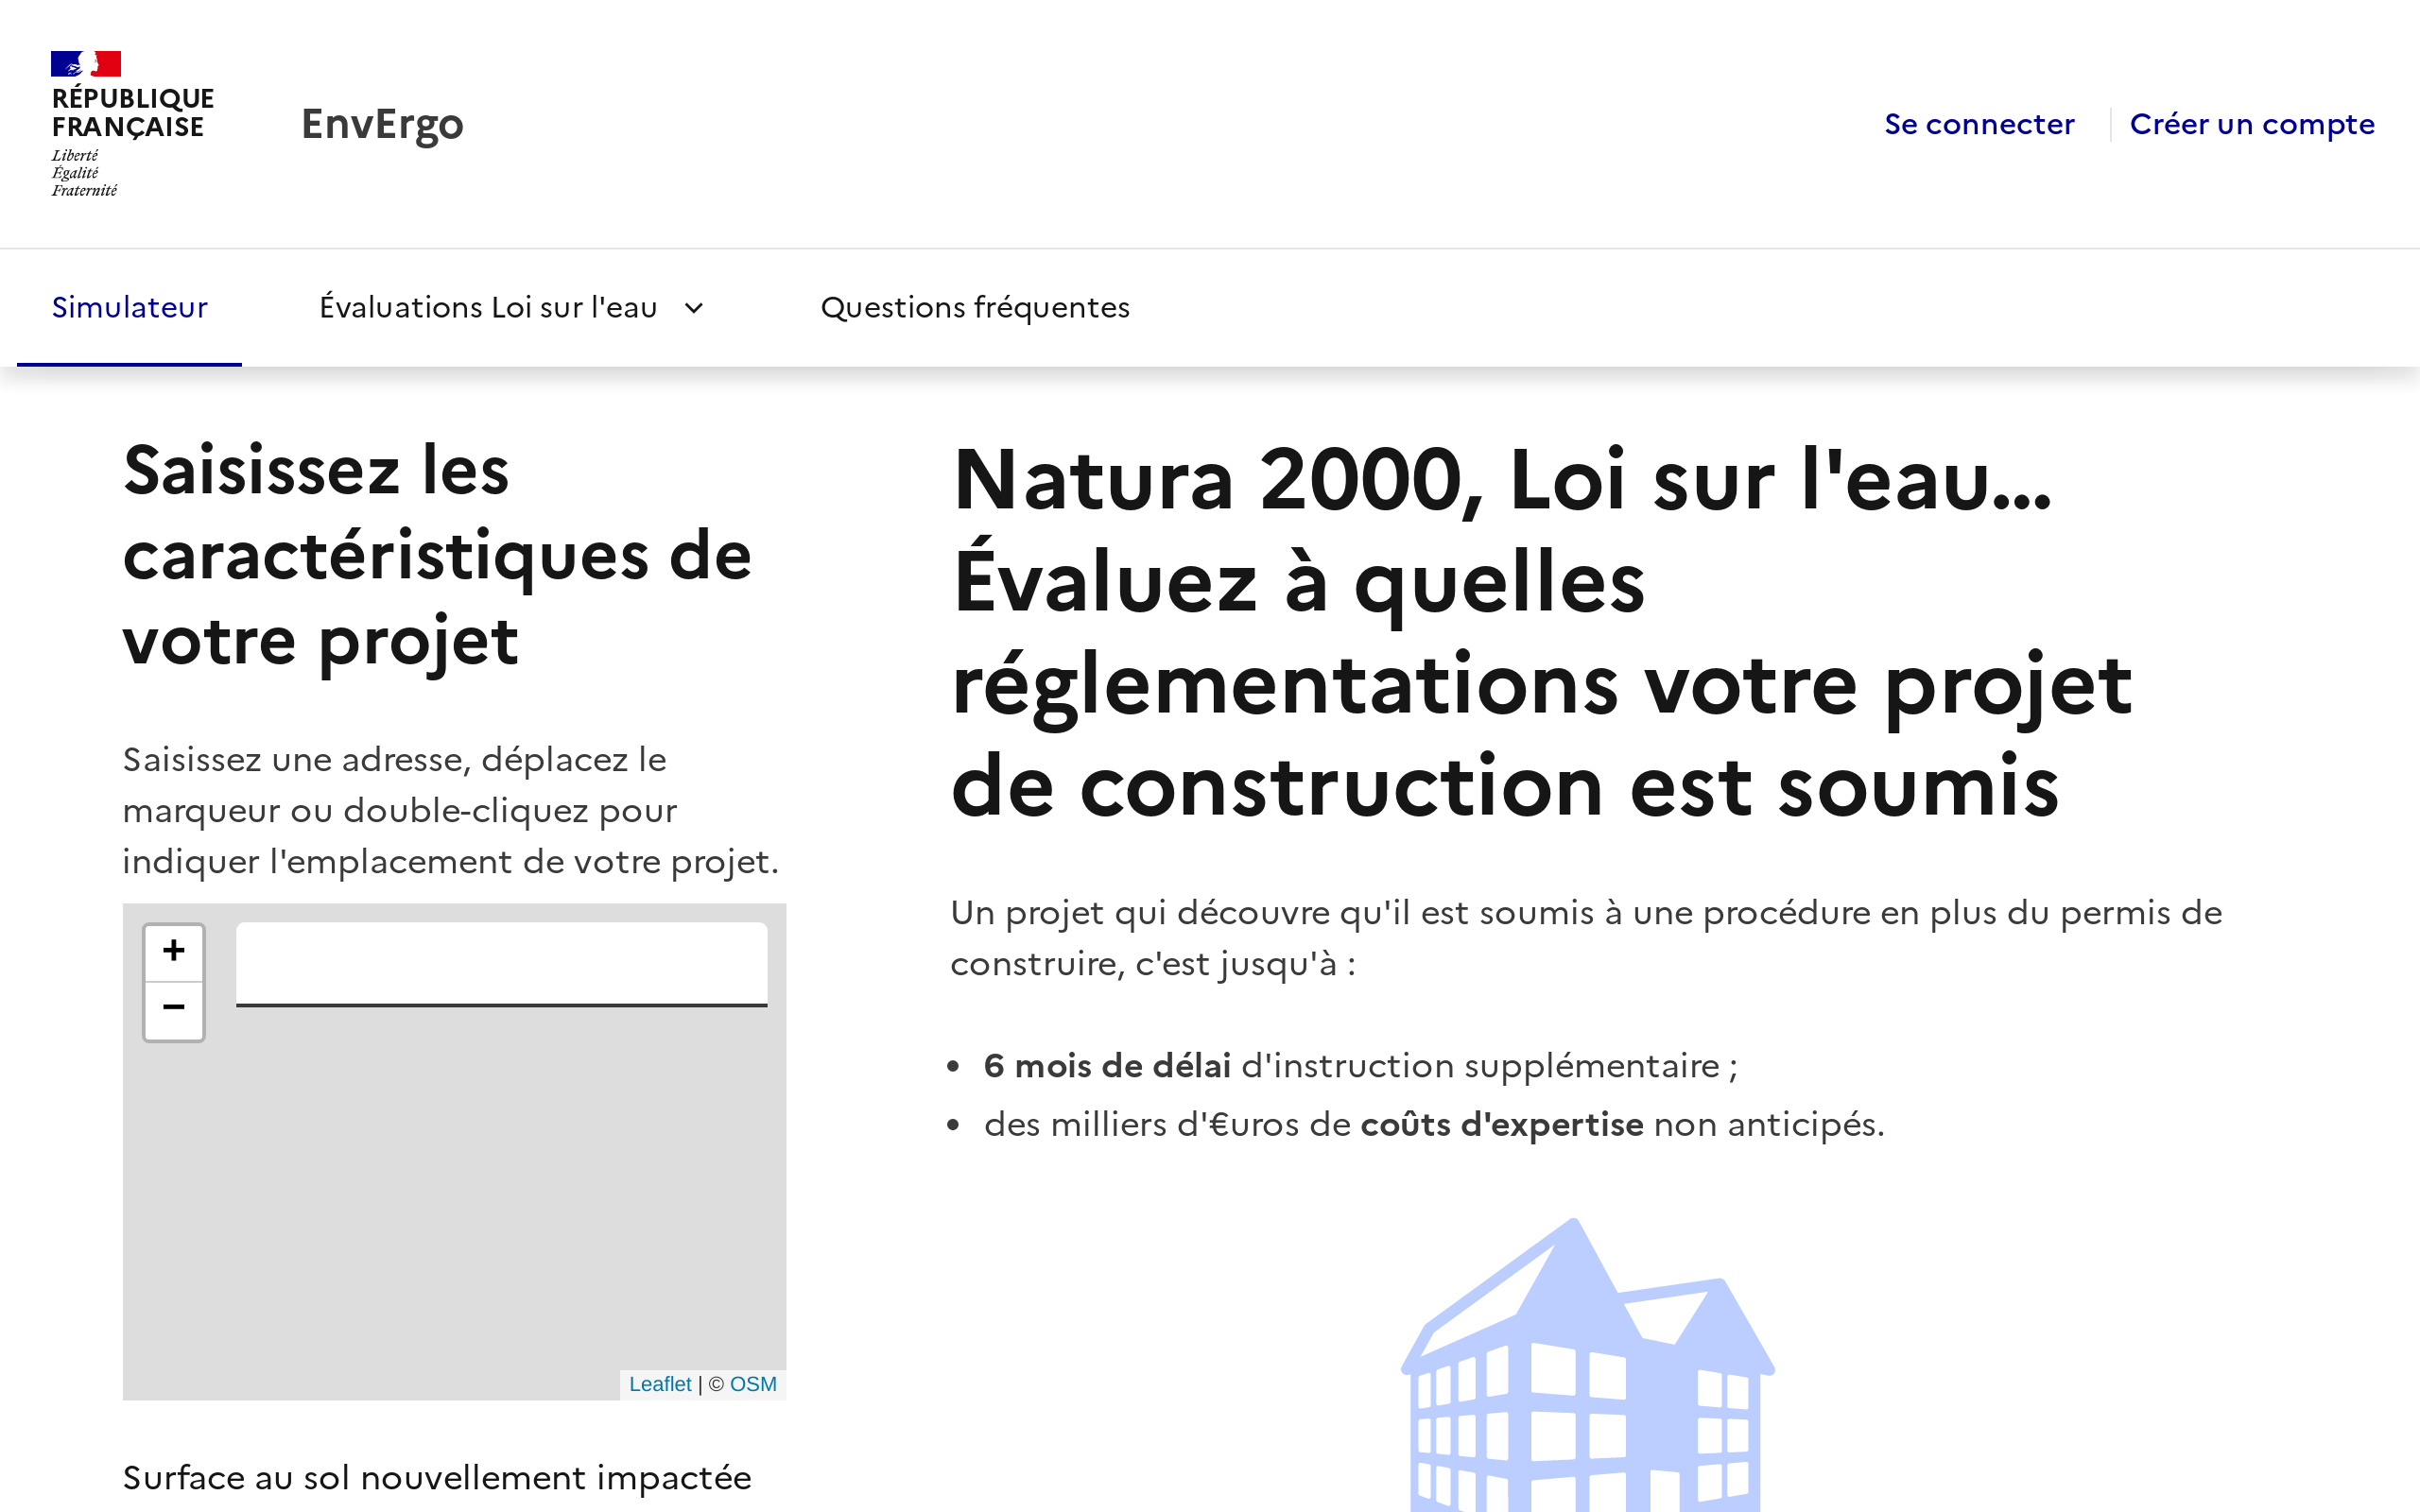 RÉPUBLIQUE
FRANÇAISE
Liberté
Égalité
Fraternité
EnvErgo
Se connecter
Créer un compte
Simulateur
Évaluations Loi sur l'eau
Questions fréquentes
Saisissez les
caractéristiques de
votre projet
Saisissez une adresse, déplacez le
marqueur ou double-cliquez pour
indiquer l'emplacement de votre projet.
+
−
Leaflet | © OSM
Surface au sol nouvellement impactée
Natura 2000, Loi sur l'eau…
Évaluez à quelles
réglementations votre projet
de construction est soumis
Un projet qui découvre qu'il est soumis à une procédure en plus du permis de
construire, c'est jusqu'à :
• 6 mois de délai d'instruction supplémentaire ;
• des milliers d'€uros de coûts d'expertise non anticipés.